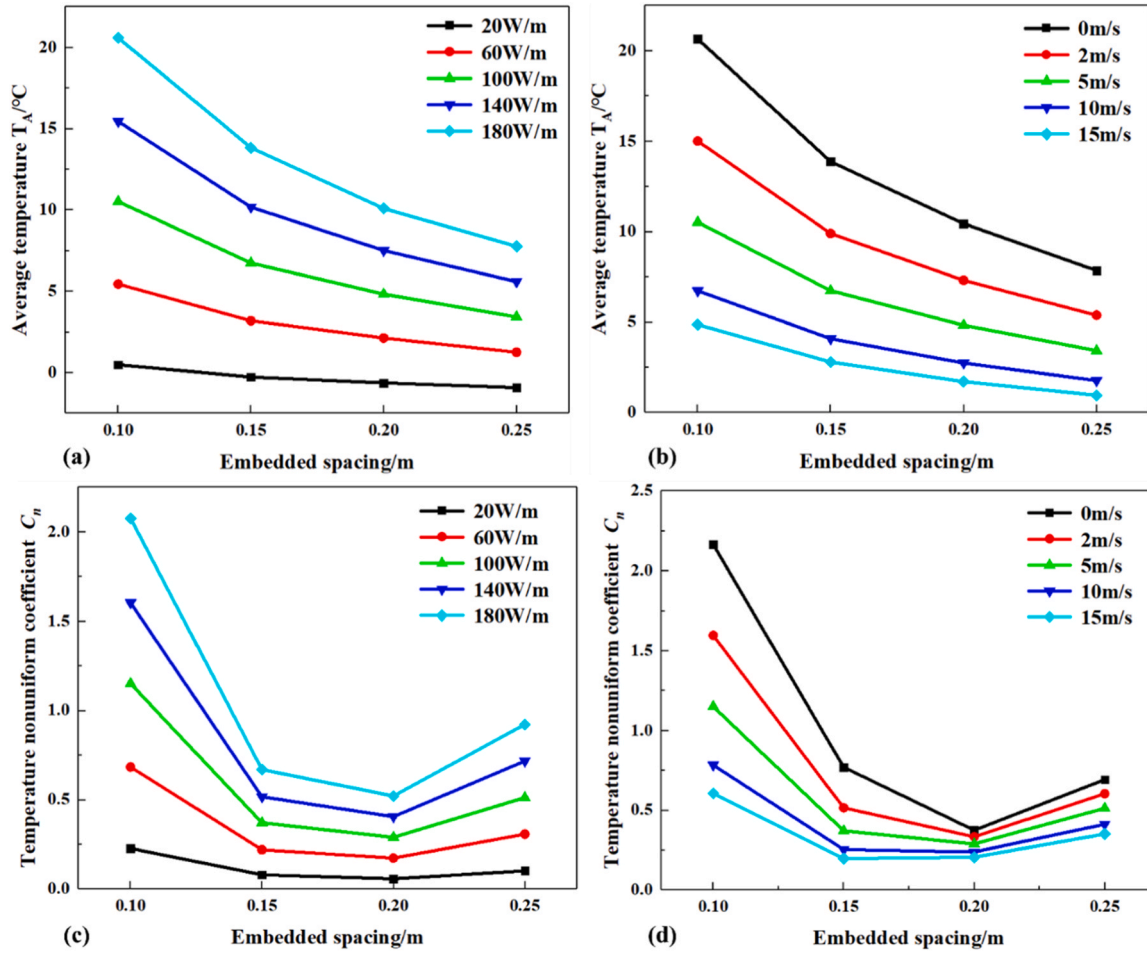 20W/m
60W/m
100W/m
140W/m
180W/m
20
15
10
5
0
Average temperature T_A/°C
0.10 0.15 0.20 0.25
(a)
Embedded spacing/m
0m/s
2m/s
5m/s
10m/s
15m/s
20
15
10
5
0
Average temperature T_A/°C
0.10 0.15 0.20 0.25
(b)
Embedded spacing/m
20W/m
60W/m
100W/m
140W/m
180W/m
2.0
1.5
1.0
0.5
0.0
Temperature nonuniform coefficient C_n
0.10 0.15 0.20 0.25
(c)
Embedded spacing/m
0m/s
2m/s
5m/s
10m/s
15m/s
2.5
2.0
1.5
1.0
0.5
0.0
Temperature nonuniform coefficient C_n
0.10 0.15 0.20 0.25
(d)
Embedded spacing/m